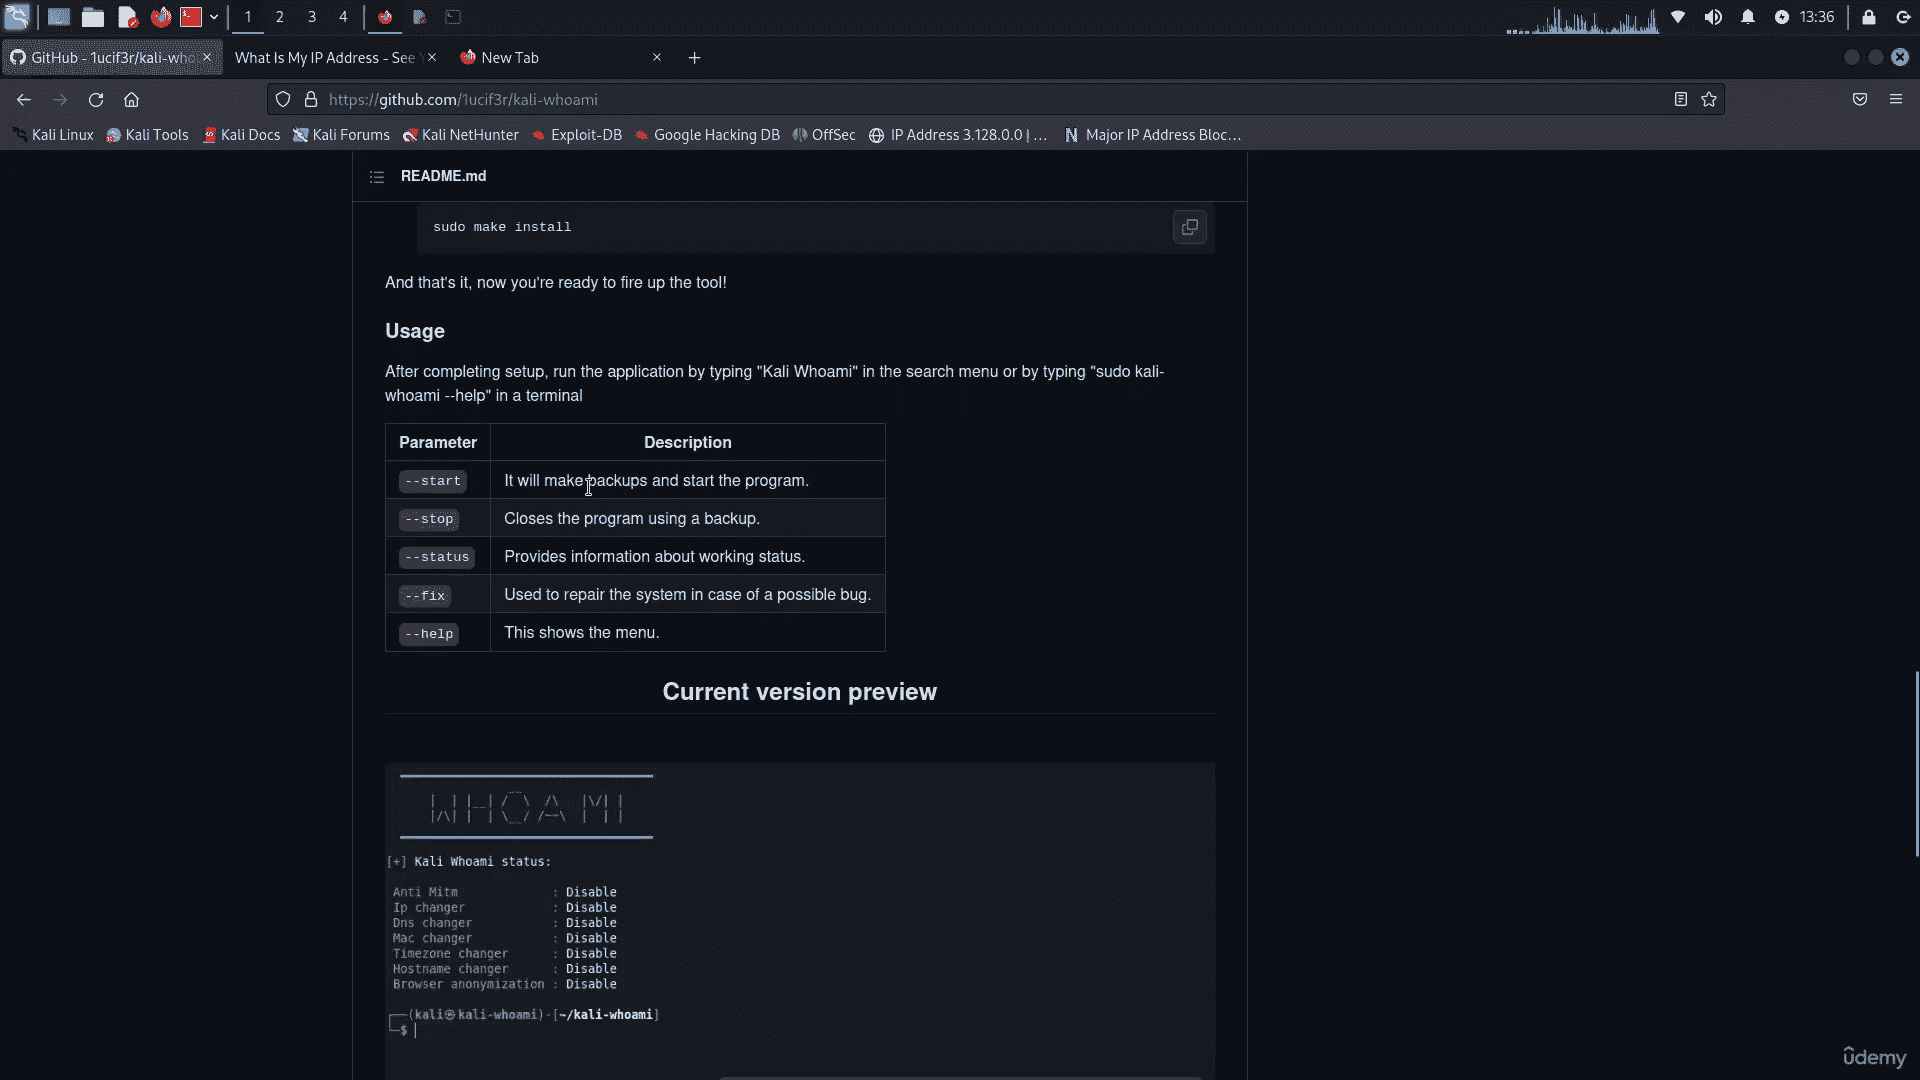 1 2 3 4 13:36
GitHub - 1ucif3r/kali-who What Is My IP Address - See New Tab
https://github.com/1ucif3r/kali-whoami
Kali Linux Kali Tools Kali Docs Kali Forums Kali NetHunter Exploit-DB Google Hacking DB OffSec IP Address 3.128.0.0 | ... Major IP Address Bloc...
README.md
sudo make install
And that's it, now you're ready to fire up the tool!
Usage
After completing setup, run the application by typing "Kali Whoami" in the search menu or by typing "sudo kali-
whoami --help" in a terminal
Parameter Description
--start It will make backups and start the program.
--stop Closes the program using a backup.
--status Provides information about working status.
--fix Used to repair the system in case of a possible bug.
--help This shows the menu.
Current version preview
[+] Kali Whoami status:
Anti Mitm : Disable
Ip changer : Disable
Dns changer : Disable
Mac changer : Disable
Timezone changer : Disable
Hostname changer : Disable
Browser anonymization : Disable
(kali㉿kali-whoami)-[~/kali-whoami]
$
ûdemy